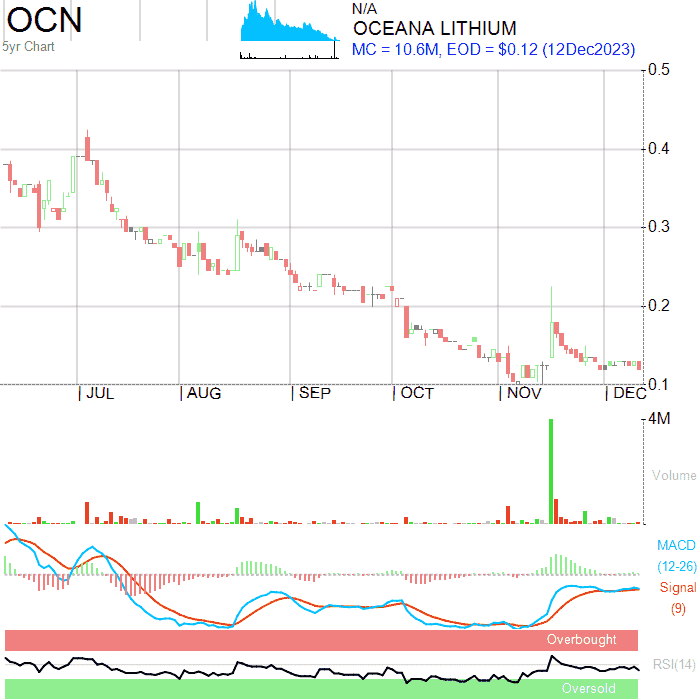 OCN
5yr Chart
N/A
OCEANA LITHIUM
MC = 10.6M, EOD = $0.12 (12Dec2023)
0.5
0.4
0.3
0.2
0.1
JUL AUG SEP OCT NOV DEC
4M
Volume
MACD
(12-26)
Signal
(9)
Overbought
RSI(14)
Oversold